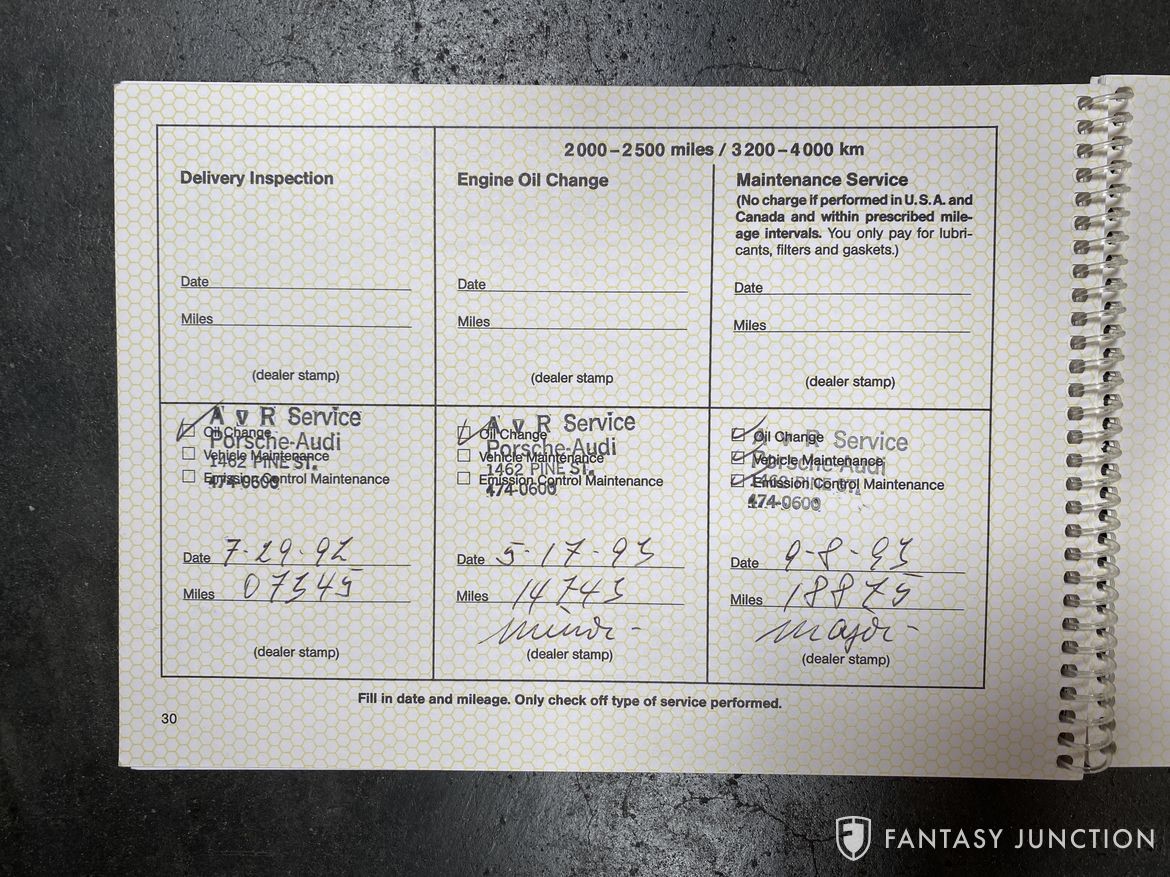 2000–2500 miles / 3200–4000 km
Delivery Inspection
Date
Miles
(dealer stamp)
Engine Oil Change
Date
Miles
(dealer stamp
Maintenance Service
(No charge if performed in U.S.A. and
Canada and within prescribed mile-
age intervals. You only pay for lubri-
cants, filters and gaskets.)
Date
Miles
(dealer stamp)
A v R Service
Oil Change
Porsche-Audi
Vehicle Maintenance
1462 PINE ST.
Emission Control Maintenance
474-0600
Date 7-29-92
Miles 07345
(dealer stamp)
A v R Service
Oil Change
Porsche-Audi
Vehicle Maintenance
1462 PINE ST.
Emission Control Maintenance
474-0600
Date 5-17-93
Miles 14743
Minor-
(dealer stamp)
A v R Service
Oil Change
Porsche-Audi
Vehicle Maintenance
1462 PINE ST.
Emission Control Maintenance
474-0600
Date 9-8-93
Miles 18875
Major-
(dealer stamp)
Fill in date and mileage. Only check off type of service performed.
30
FANTASY JUNCTION